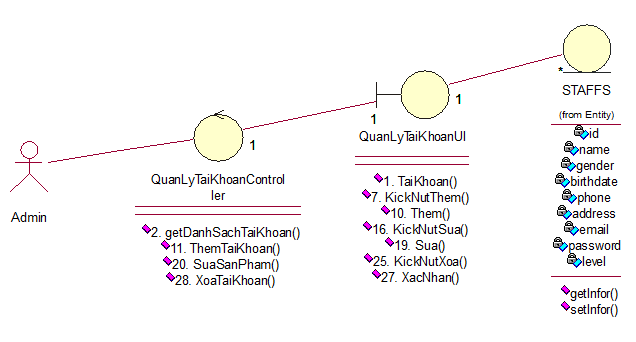 Admin
1
QuanLyTaiKhoanControl
ler
2. getDanhSachTaiKhoan()
11. ThemTaiKhoan()
20. SuaSanPham()
28. XoaTaiKhoan()
1
1
QuanLyTaiKhoanUI
1. TaiKhoan()
7. KickNutThem()
10. Them()
16. KickNutSua()
19. Sua()
25. KickNutXoa()
27. XacNhan()
*
STAFFS
(from Entity)
id
name
gender
birthdate
phone
address
email
password
level
getInfor()
setInfor()